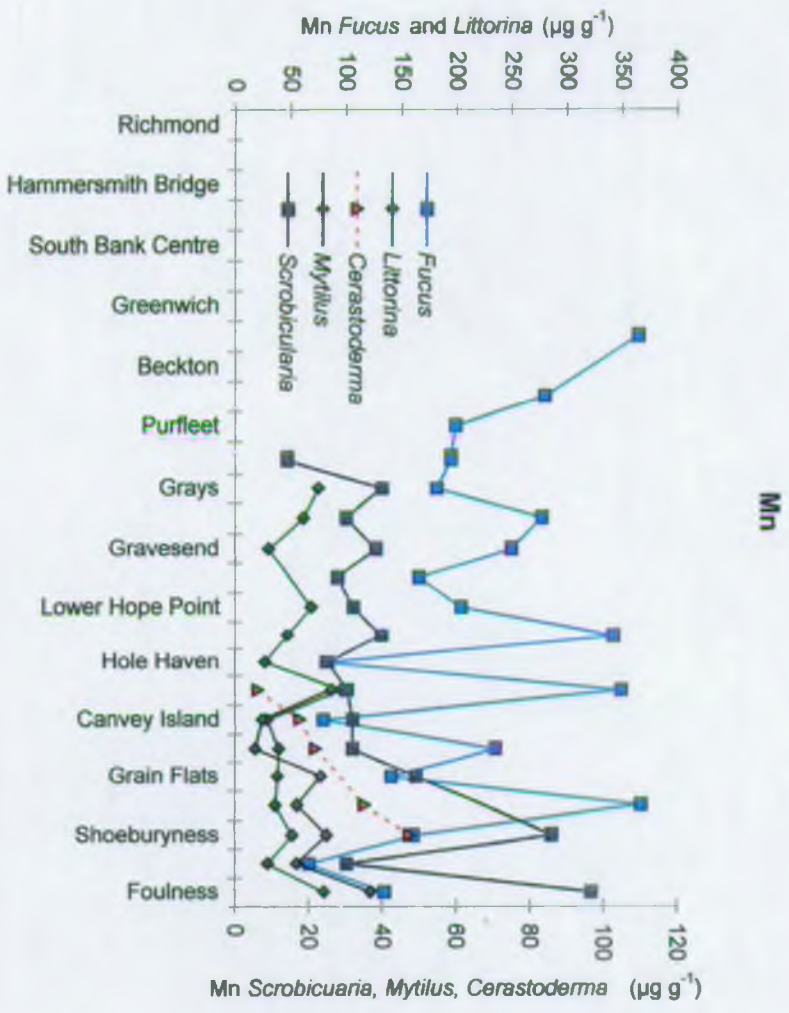 Mn
Mn Fucus and Littorina (µg g⁻¹)
0
50
100
150
200
250
300
350
400
Richmond
Hammersmith Bridge
South Bank Centre
Greenwich
Beckton
Purfleet
Grays
Gravesend
Lower Hope Point
Hole Haven
Canvey Island
Grain Flats
Shoeburyness
Foulness
Fucus
Littorina
Cerastoderma
Mytilus
Scrobicularia
0
20
40
60
80
100
120
Mn Scrobicuaria, Mytilus, Cerastoderma (µg g⁻¹)